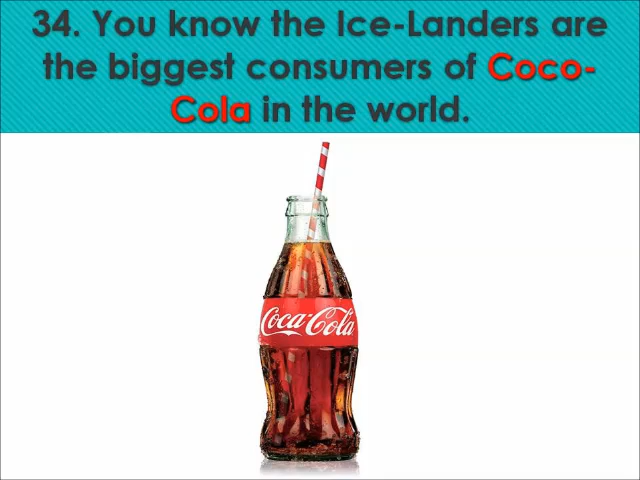 34. You know the Ice-Landers are
the biggest consumers of Coco-
Cola in the world.
Coca-Cola